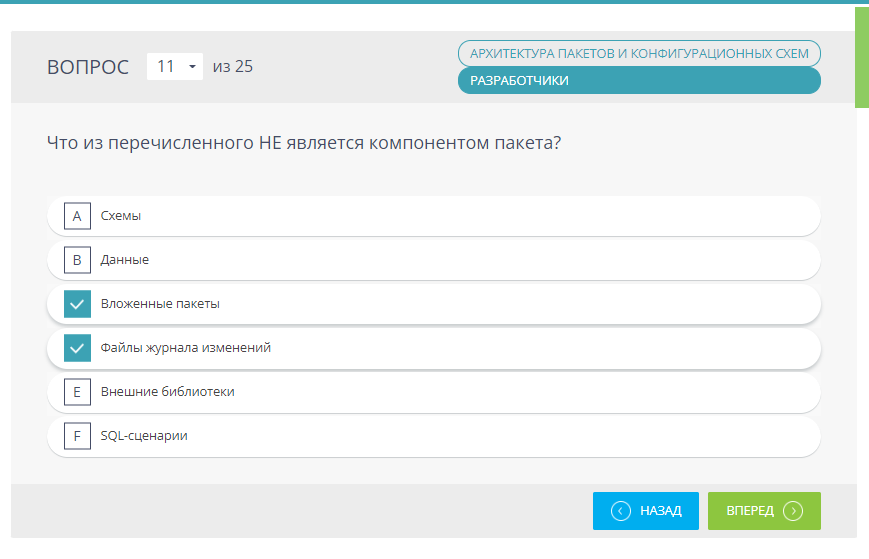 ВОПРОС 11 из 25
АРХИТЕКТУРА ПАКЕТОВ И КОНФИГУРАЦИОННЫХ СХЕМ
РАЗРАБОТЧИКИ
Что из перечисленного НЕ является компонентом пакета?
A Схемы
B Данные
Вложенные пакеты
Файлы журнала изменений
E Внешние библиотеки
F SQL-сценарии
НАЗАД ВПЕРЕД